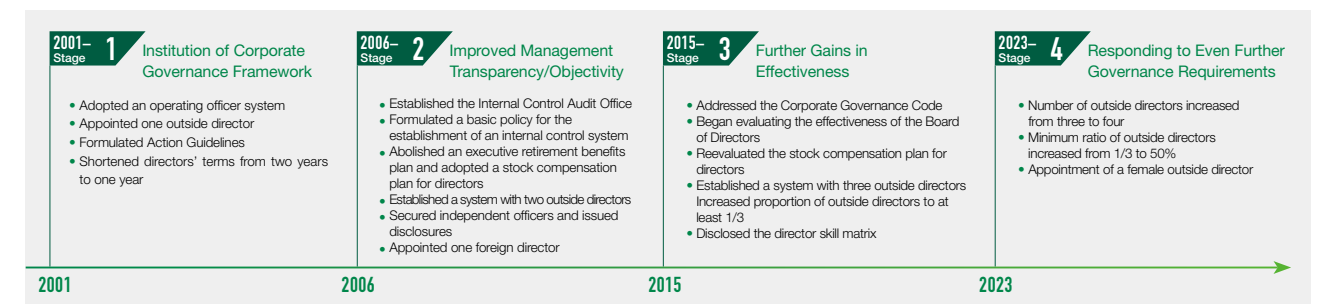 2001–
Stage
1
Institution of Corporate
Governance Framework
• Adopted an operating officer system
• Appointed one outside director
• Formulated Action Guidelines
• Shortened directors’ terms from two years
to one year
2006–
Stage
2
Improved Management
Transparency/Objectivity
• Established the Internal Control Audit Office
• Formulated a basic policy for the
establishment of an internal control system
• Abolished an executive retirement benefits
plan and adopted a stock compensation
plan for directors
• Established a system with two outside directors
• Secured independent officers and issued
disclosures
• Appointed one foreign director
2015–
Stage
3
Further Gains in
Effectiveness
• Addressed the Corporate Governance Code
• Began evaluating the effectiveness of the Board
of Directors
• Reevaluated the stock compensation plan for
directors
• Established a system with three outside directors
Increased proportion of outside directors to at
least 1/3
• Disclosed the director skill matrix
2023–
Stage
4
Responding to Even Further
Governance Requirements
• Number of outside directors increased
from three to four
• Minimum ratio of outside directors
increased from 1/3 to 50%
• Appointment of a female outside director
2001
2006
2015
2023